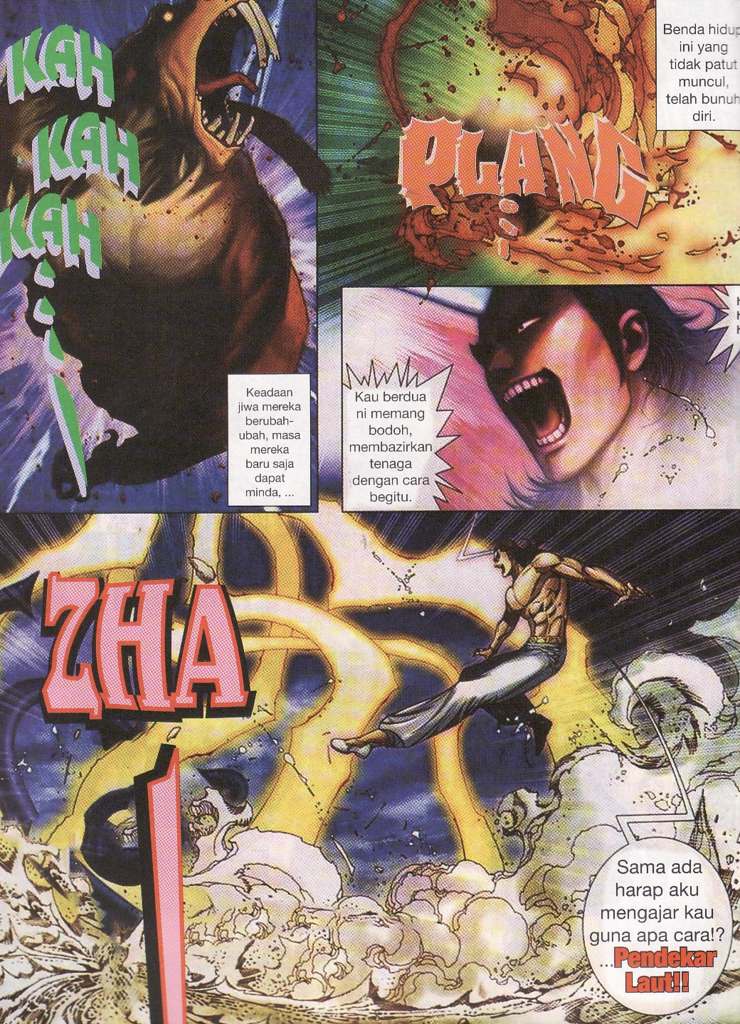 KAH
KAH
KAH...!
Keadaan
jiwa mereka
berubah-
ubah, masa
mereka
baru saja
dapat
minda, ...
PLANG...
Benda hidup
ini yang
tidak patut
muncul,
telah bunuh
diri.
Kau berdua
ni memang
bodoh,
membazirkan
tenaga
dengan cara
begitu.
ZHA!
Sama ada
harap aku
mengajar kau
guna apa cara!?
...Pendekar
Laut!!